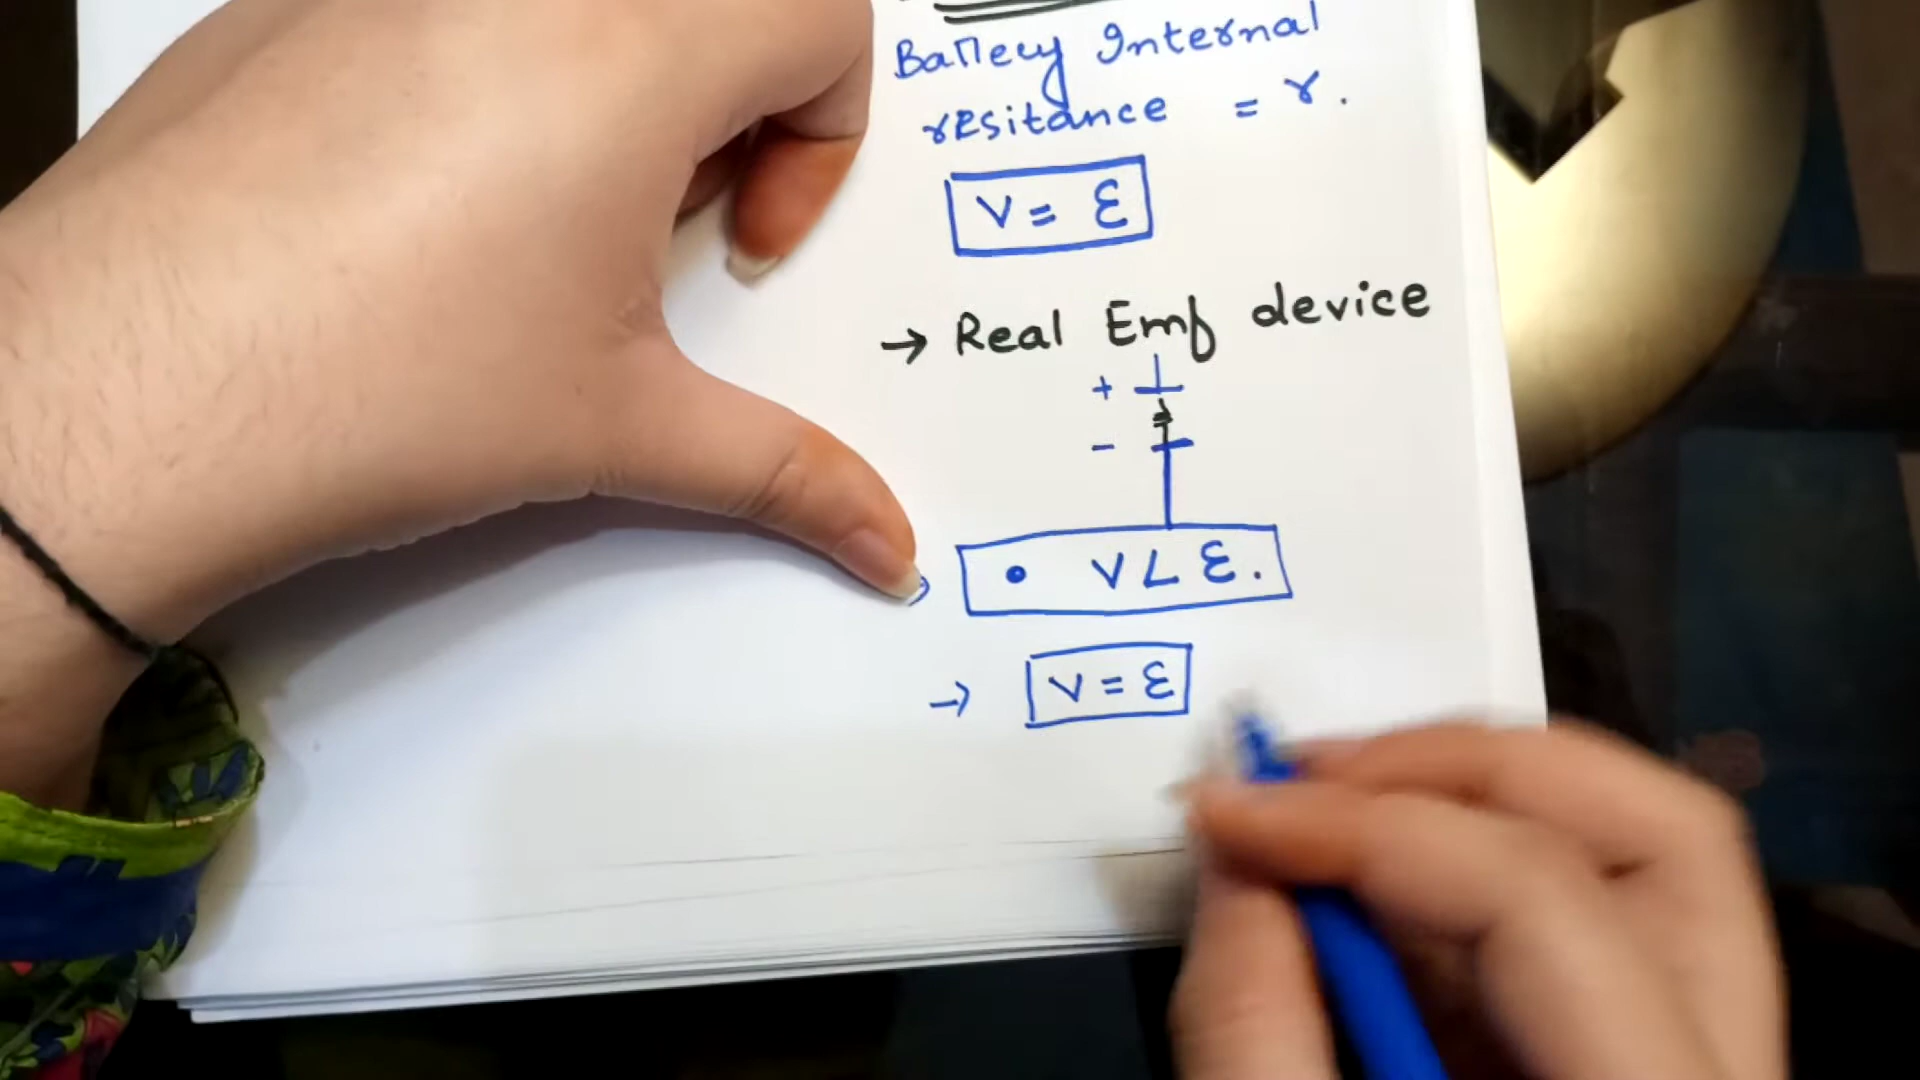 Battery Internal
resitance = r.
V = ε
→ Real Emf device
+
-
• V < ε.
→ V = ε